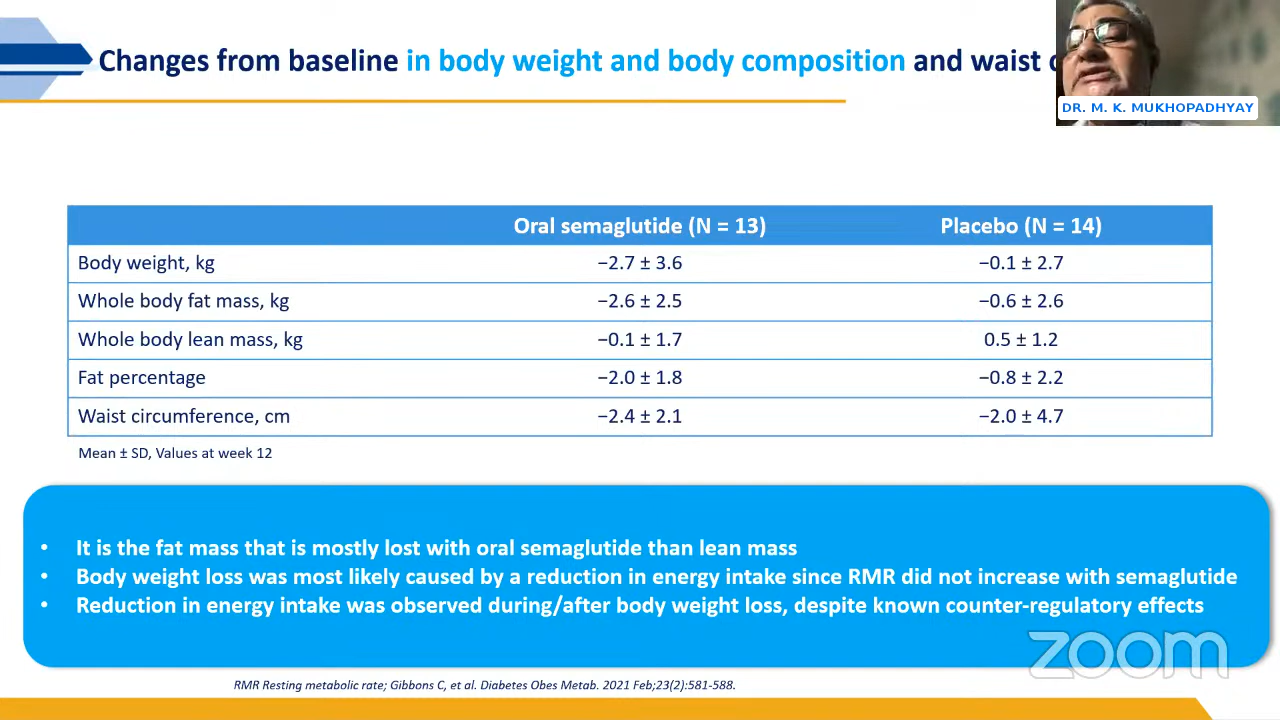 Changes from baseline in body weight and body composition and waist
DR. M. K. MUKHOPADHYAY
Oral semaglutide (N = 13) Placebo (N = 14)
Body weight, kg −2.7 ± 3.6 −0.1 ± 2.7
Whole body fat mass, kg −2.6 ± 2.5 −0.6 ± 2.6
Whole body lean mass, kg −0.1 ± 1.7 0.5 ± 1.2
Fat percentage −2.0 ± 1.8 −0.8 ± 2.2
Waist circumference, cm −2.4 ± 2.1 −2.0 ± 4.7
Mean ± SD, Values at week 12
• It is the fat mass that is mostly lost with oral semaglutide than lean mass
• Body weight loss was most likely caused by a reduction in energy intake since RMR did not increase with semaglutide
• Reduction in energy intake was observed during/after body weight loss, despite known counter-regulatory effects
zoom
RMR Resting metabolic rate; Gibbons C, et al. Diabetes Obes Metab. 2021 Feb;23(2):581-588.